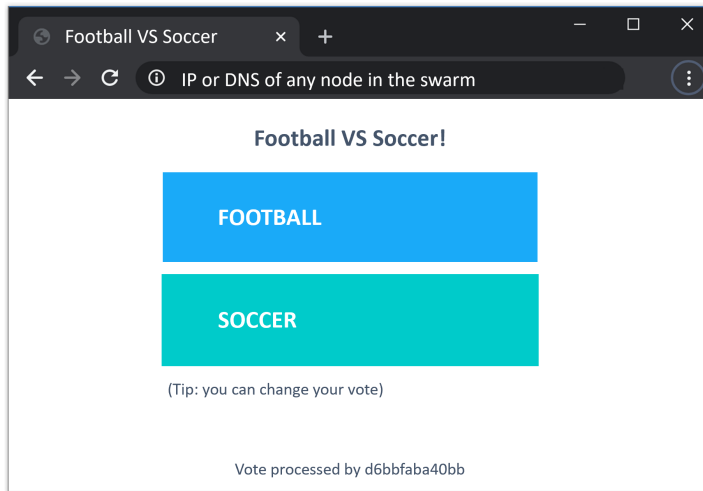 Football VS Soccer
IP or DNS of any node in the swarm
Football VS Soccer!
FOOTBALL
SOCCER
(Tip: you can change your vote)
Vote processed by d6bbfaba40bb